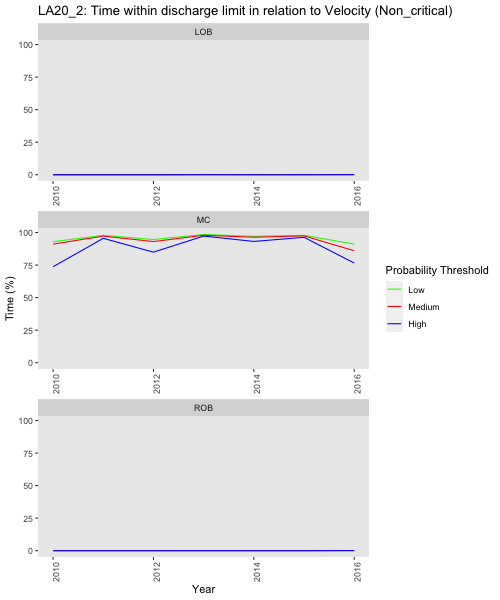 LA20_2: Time within discharge limit in relation to Velocity (Non_critical)
LOB
100
75
50
25
0
2010
2012
2014
2016
MC
100
75
50
25
0
2010
2012
2014
2016
ROB
100
75
50
25
0
2010
2012
2014
2016
Time (%)
Year
Probability Threshold
Low
Medium
High